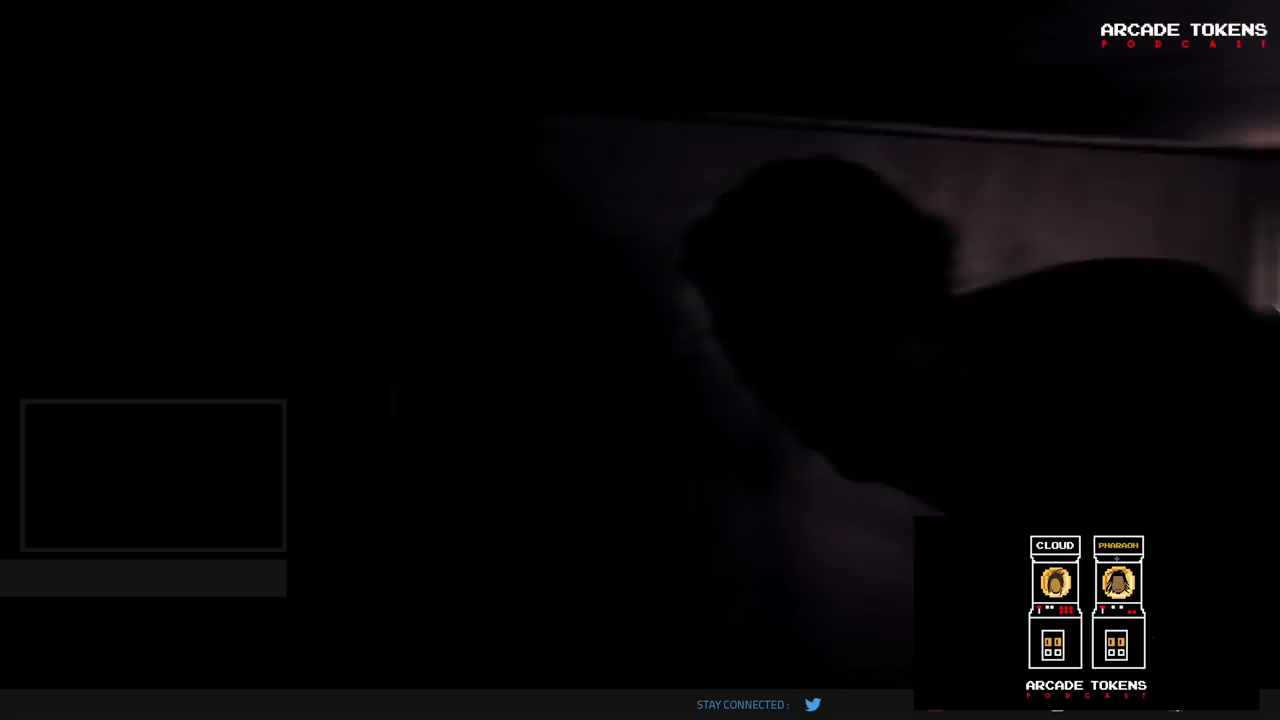 ARCADE TOKENS
PODCAST
CLOUD
PHARAOH
ARCADE TOKENS
PODCAST
STAY CONNECTED :